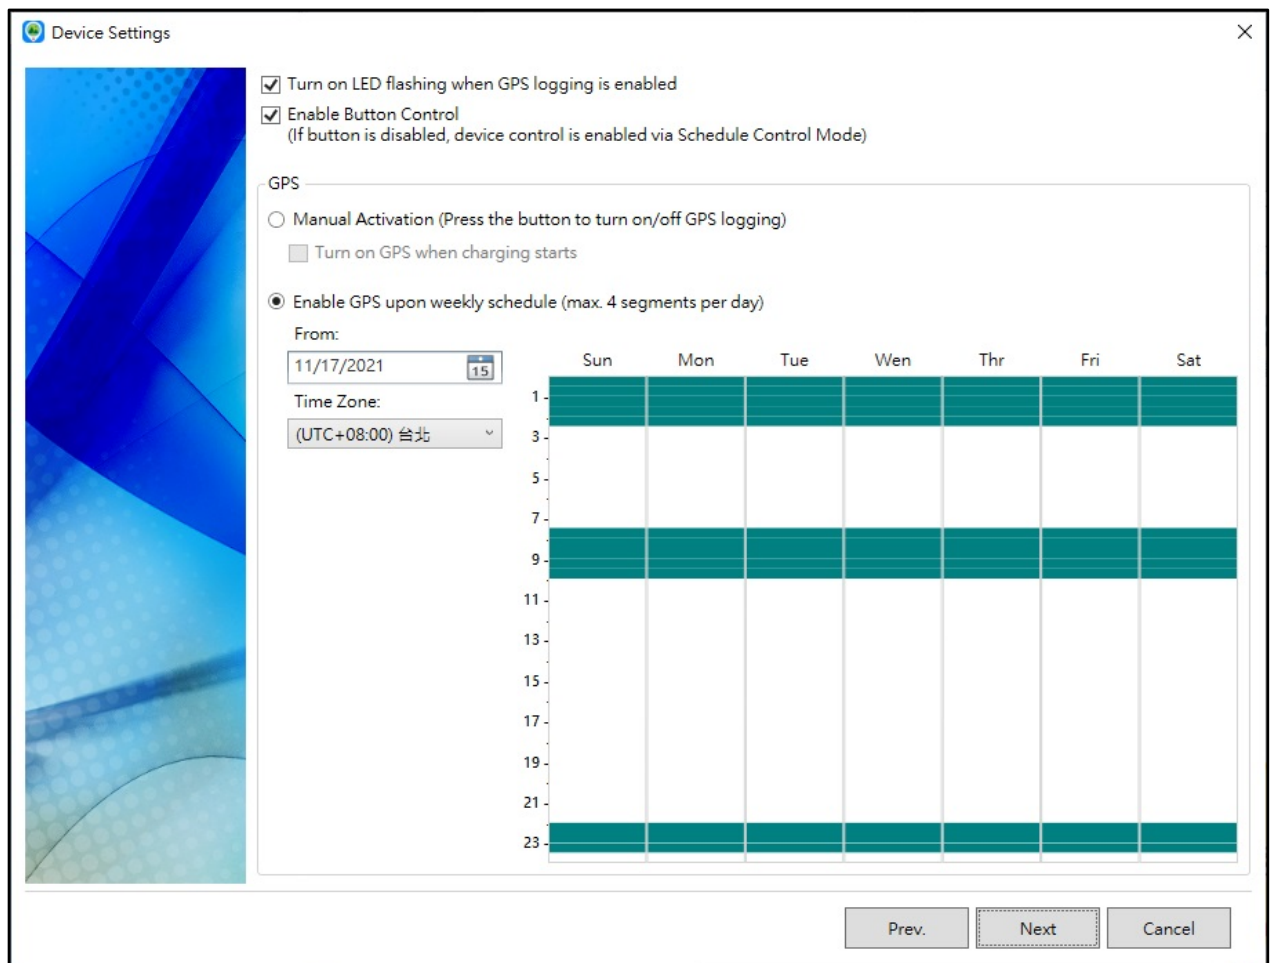 Device Settings
Turn on LED flashing when GPS logging is enabled
Enable Button Control
(If button is disabled, device control is enabled via Schedule Control Mode)
GPS
Manual Activation (Press the button to turn on/off GPS logging)
Turn on GPS when charging starts
Enable GPS upon weekly schedule (max. 4 segments per day)
From:
11/17/2021
15
Time Zone:
(UTC+08:00) 台北
Sun Mon Tue Wen Thr Fri Sat
1
3
5
7
9
11
13
15
17
19
21
23
Prev. Next Cancel